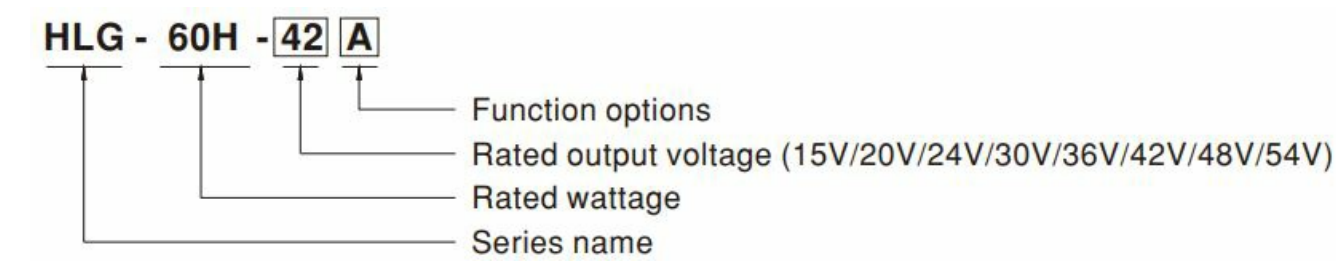 HLG - 60H - 42 A
Function options
Rated output voltage (15V/20V/24V/30V/36V/42V/48V/54V)
Rated wattage
Series name